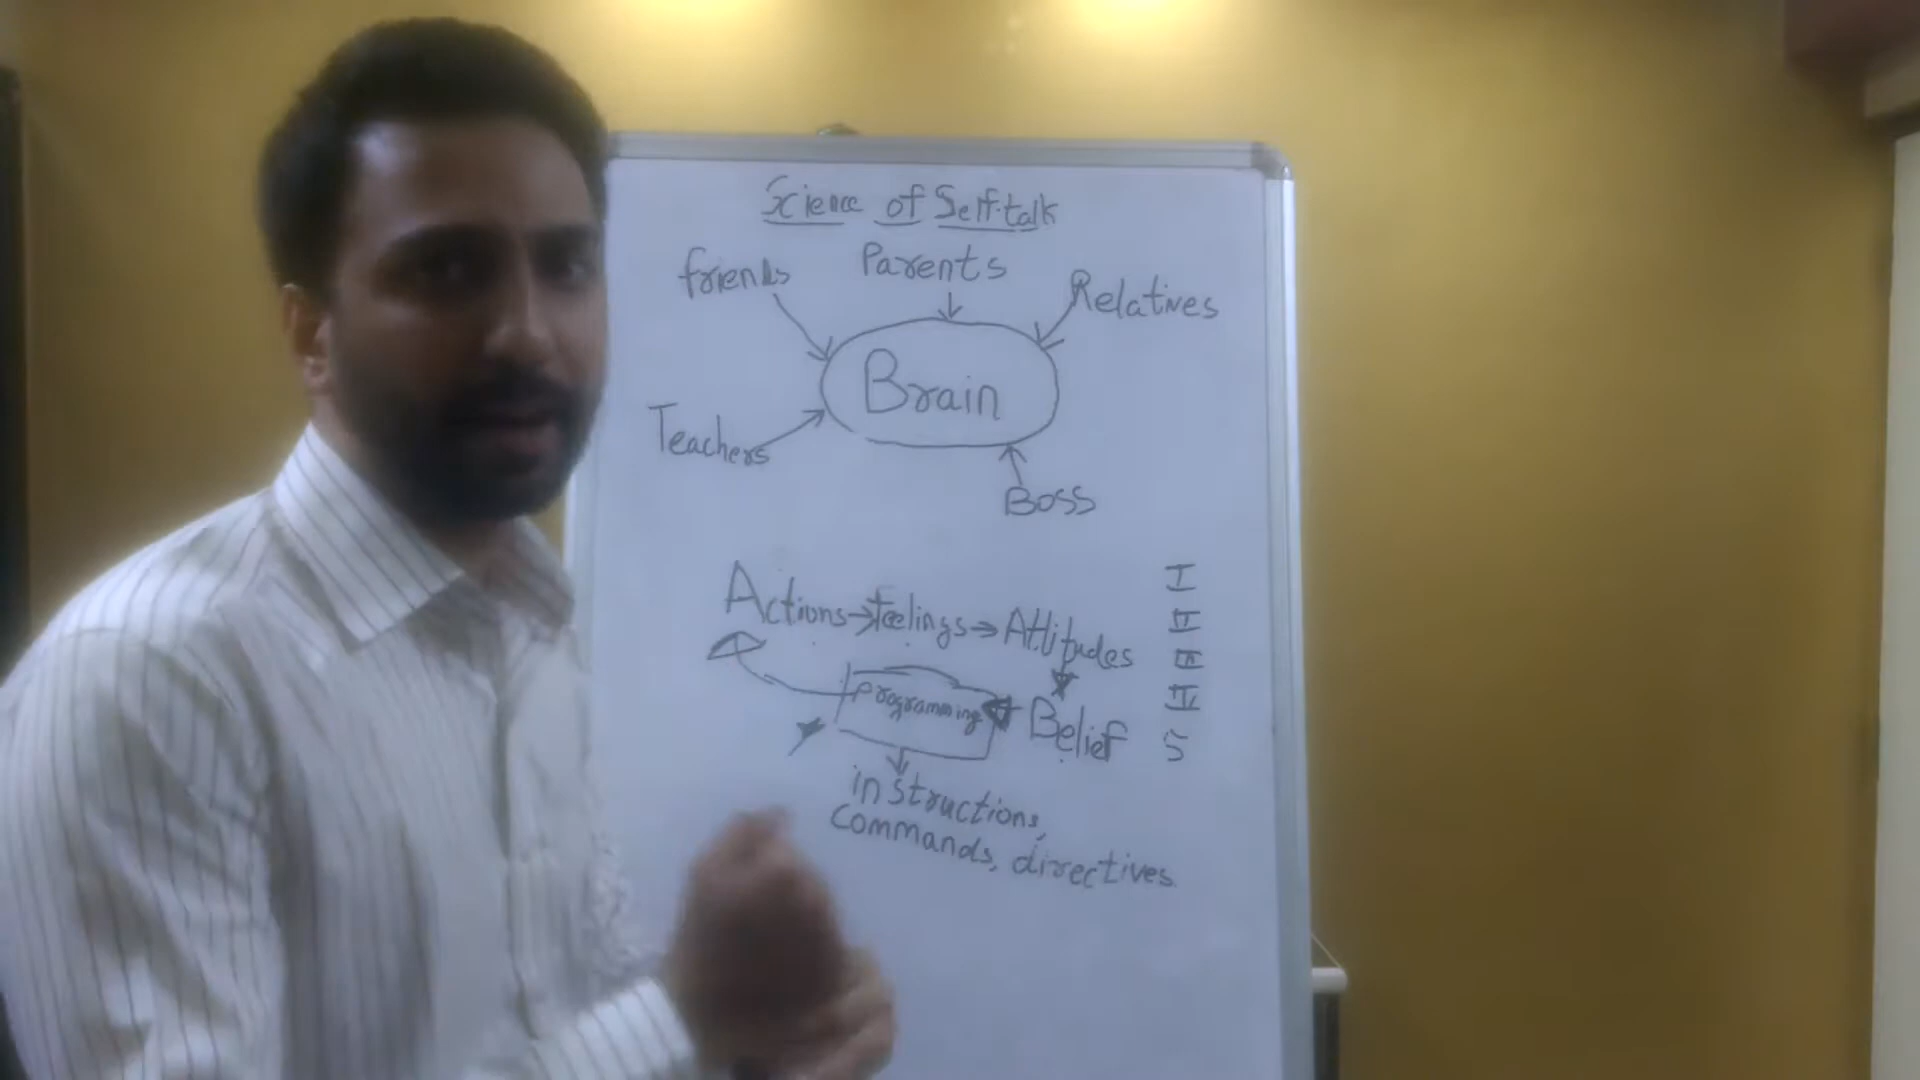 Science of Self-talk
Friends
Parents
Relatives
Brain
Teachers
Boss
Actions→Feelings→Attitudes
programming
Belief
instructions,
Commands, directives
I
II
III
IV
5